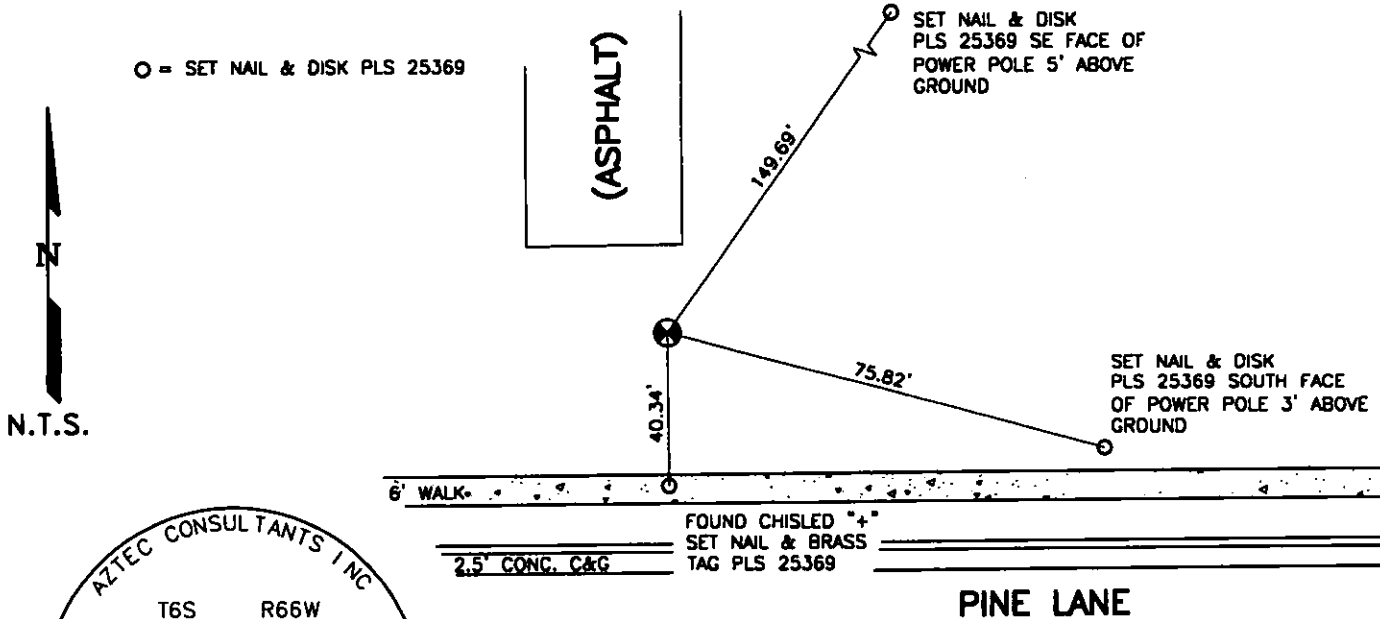 O = SET NAIL & DISK PLS 25369
(ASPHALT)
SET NAIL & DISK
PLS 25369 SE FACE OF
POWER POLE 5' ABOVE
GROUND
149.69'
N
N.T.S.
75.82'
40.34'
SET NAIL & DISK
PLS 25369 SOUTH FACE
OF POWER POLE 3' ABOVE
GROUND
6' WALK
FOUND CHISLED "+"
SET NAIL & BRASS
TAG PLS 25369
2.5' CONC. C&G
PINE LANE
AZTEC CONSULTANTS INC
T6S R66W